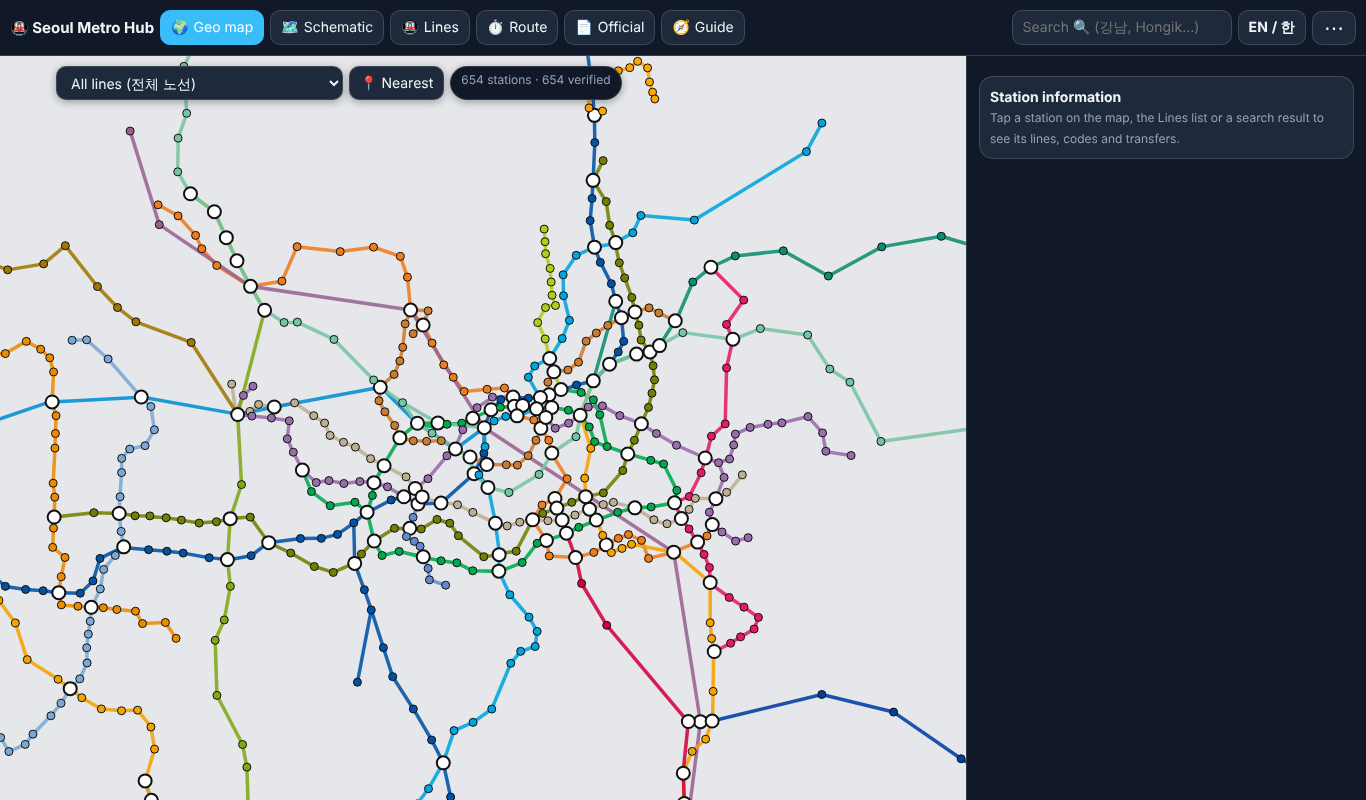 🚇 Seoul Metro Hub
🌍 Geo map
🗺️ Schematic
🚇 Lines
⏱️ Route
📄 Official
🧭 Guide
Search 🔍 (강남, Hongik...)
EN / 한
⋯
All lines (전체 노선)
📍 Nearest
654 stations · 654 verified
Station information
Tap a station on the map, the Lines list or a search result to
see its lines, codes and transfers.